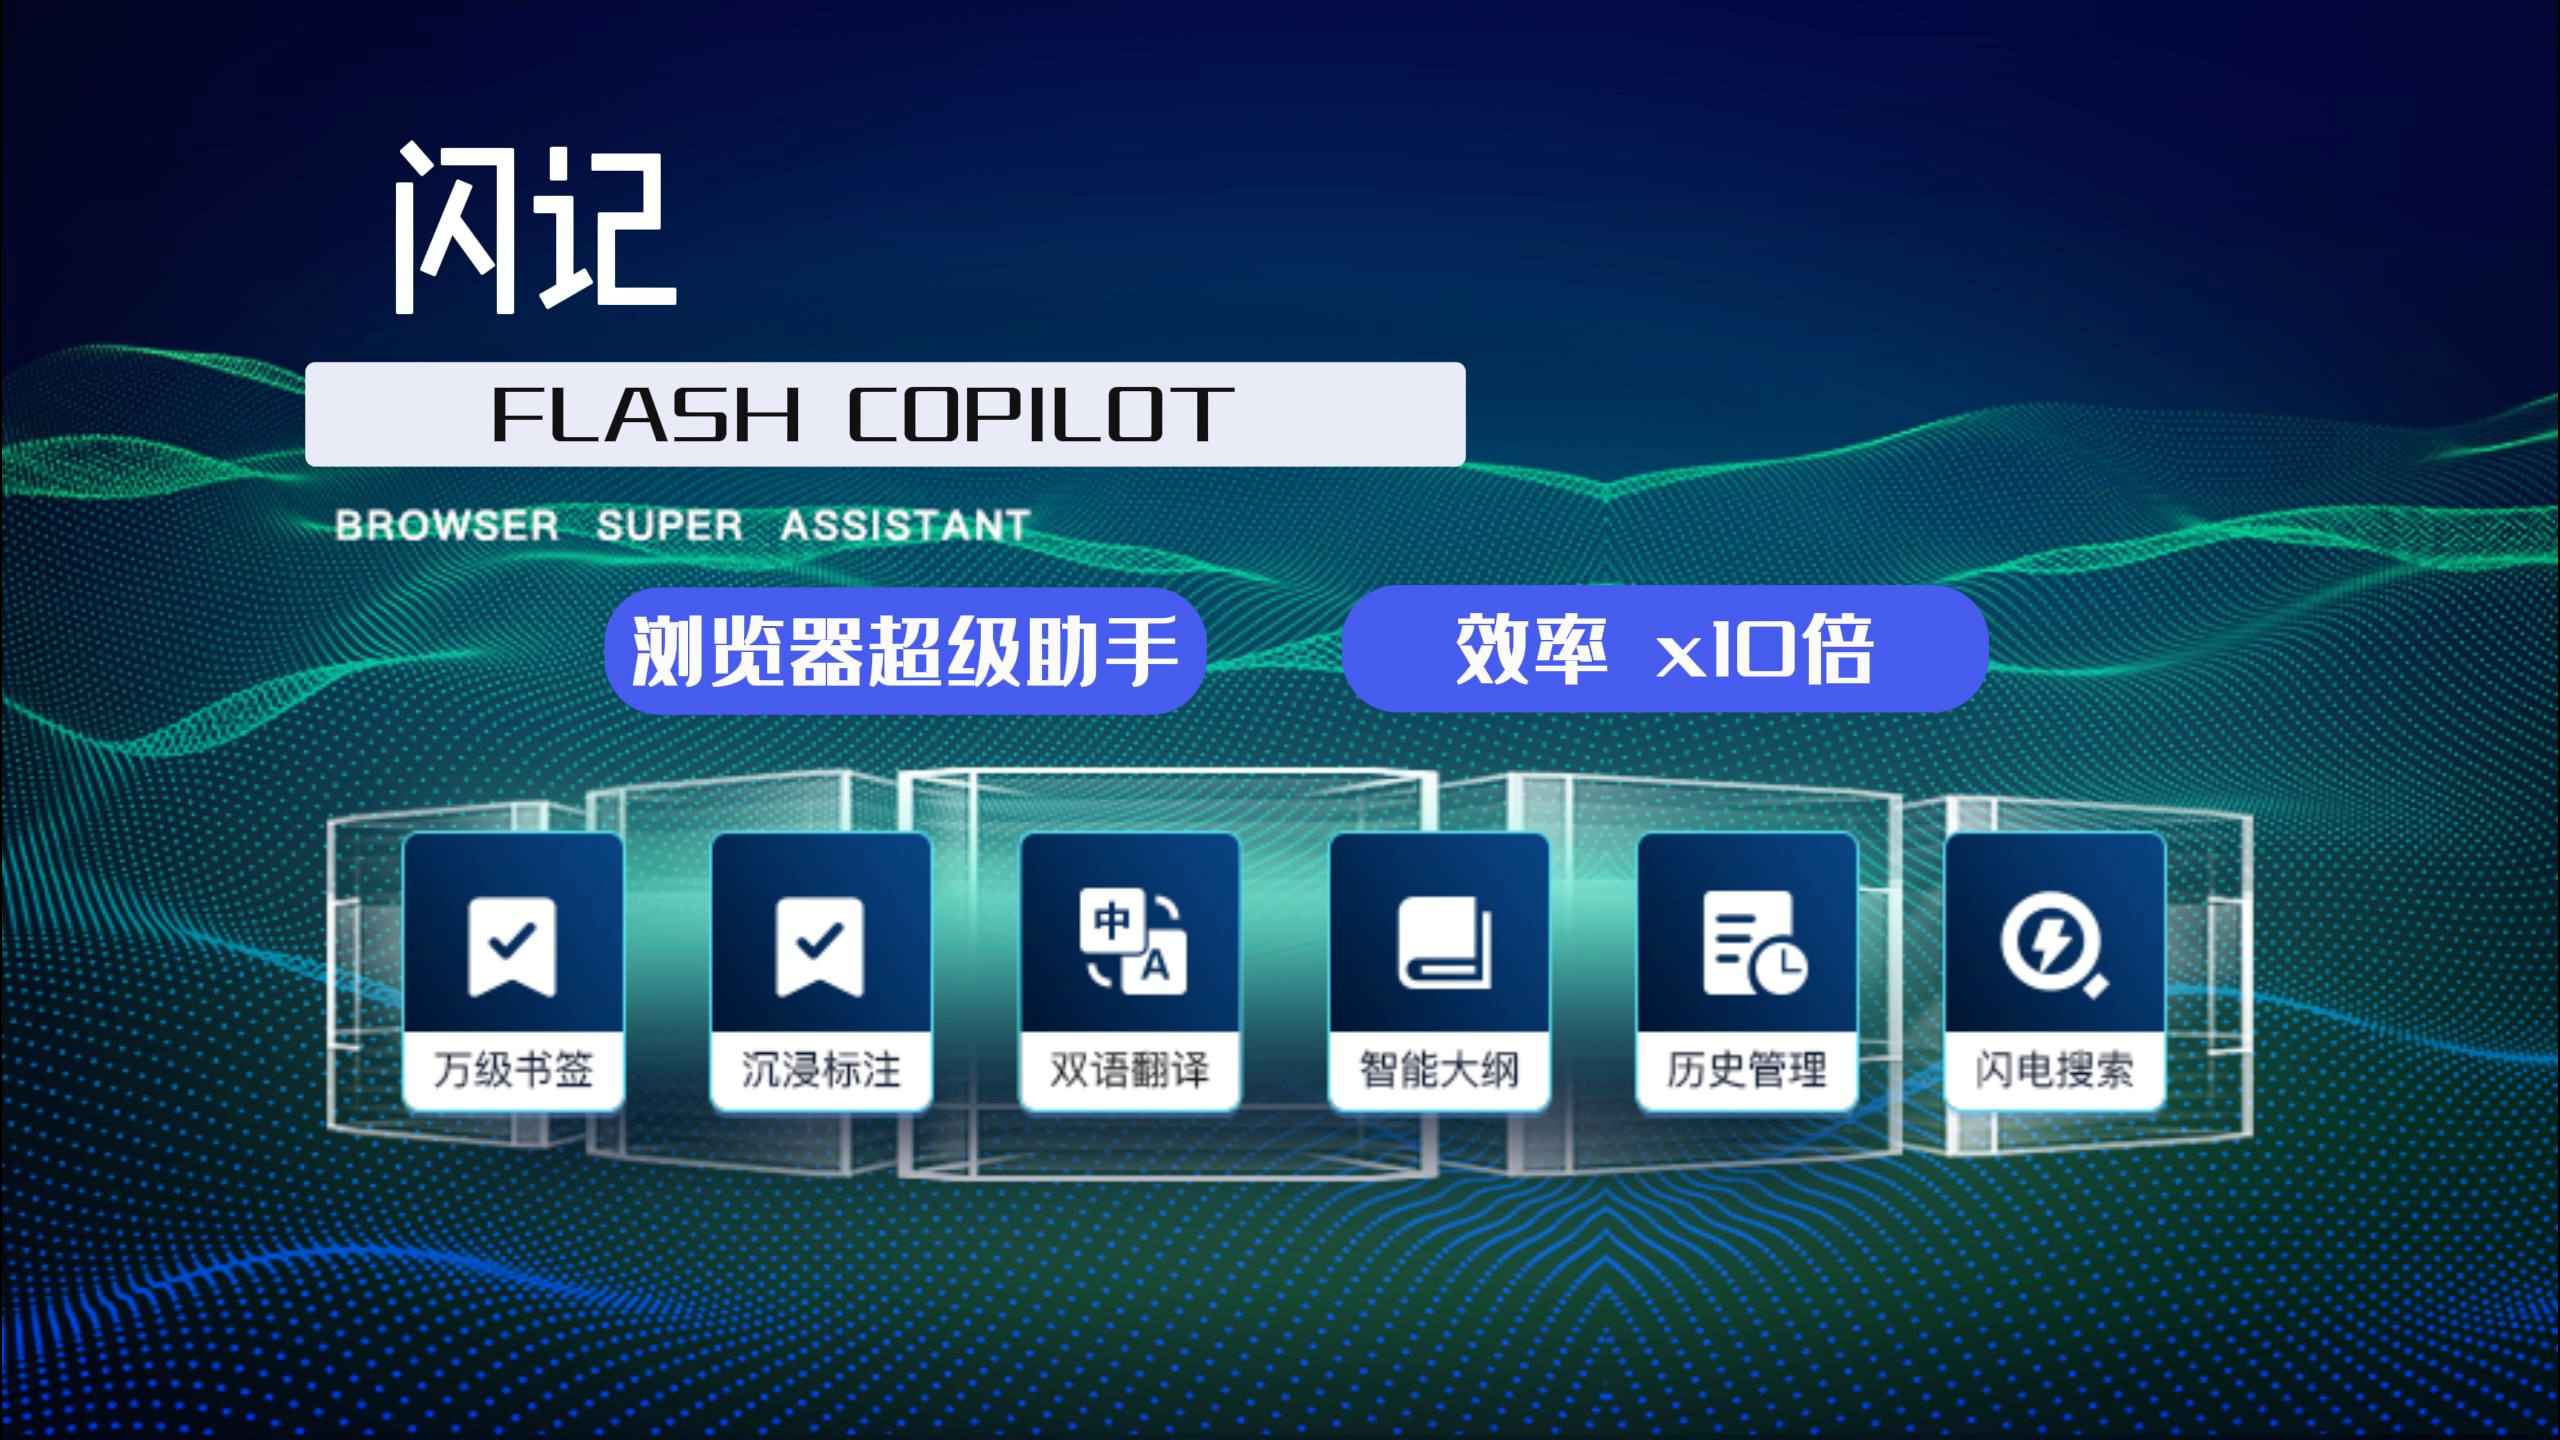 闪记
FLASH COPILOT
BROWSER SUPER ASSISTANT
浏览器超级助手
效率 x10倍
中
A
万级书签
沉浸标注
双语翻译
智能大纲
历史管理
闪电搜索